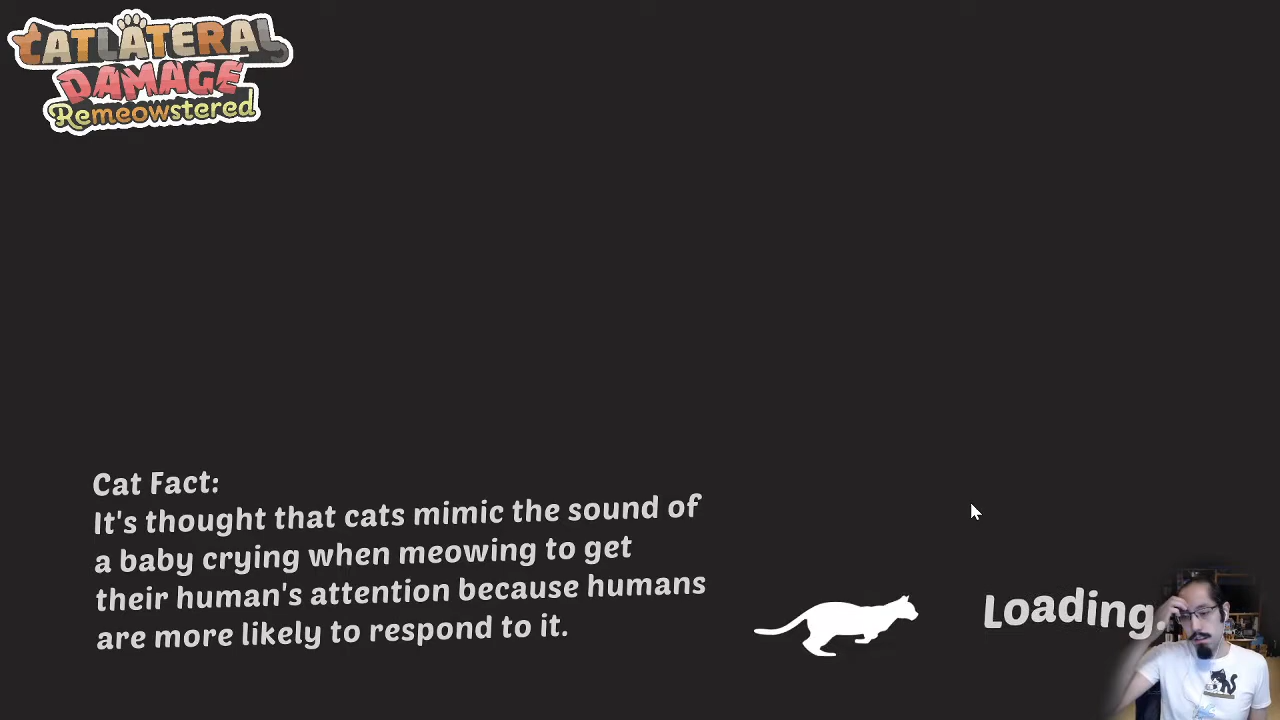 CATLATERAL
DAMAGE
Remeowstered
Cat Fact:
It's thought that cats mimic the sound of
a baby crying when meowing to get
their human's attention because humans
are more likely to respond to it.
Loading.